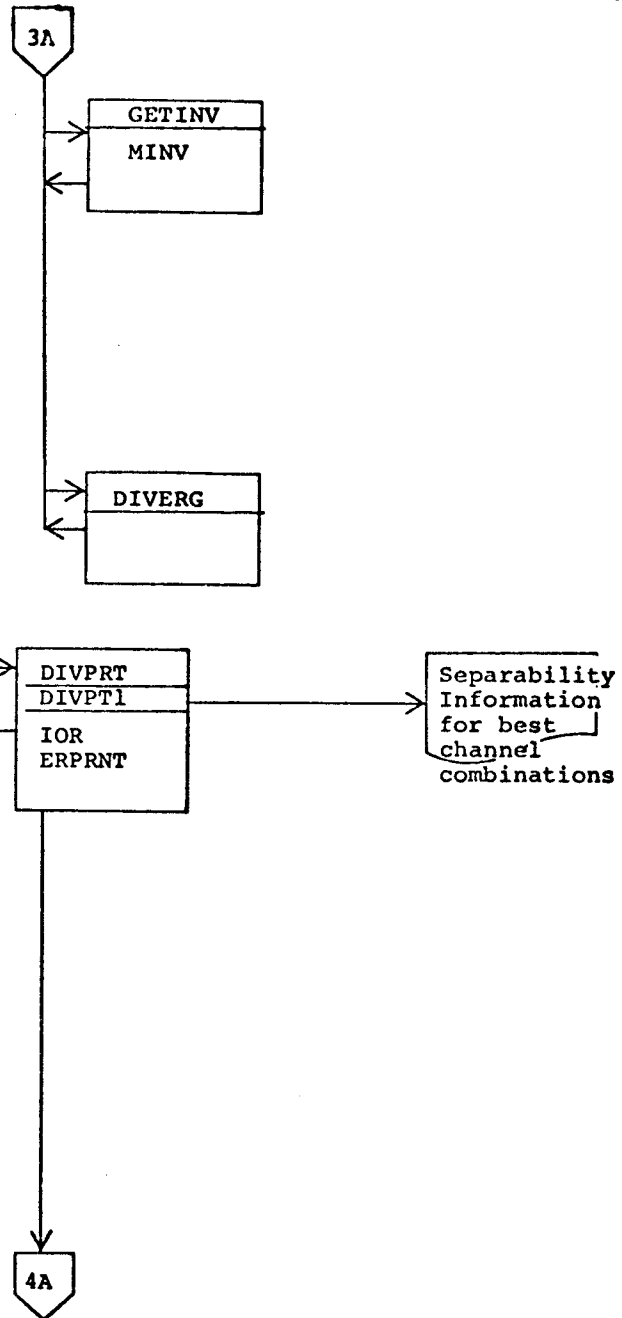 3A
GETINV
MINV
DIVERG
DIVPRT
DIVPT1
IOR
ERPRNT
Separability
Information
for best
channel
combinations
4A